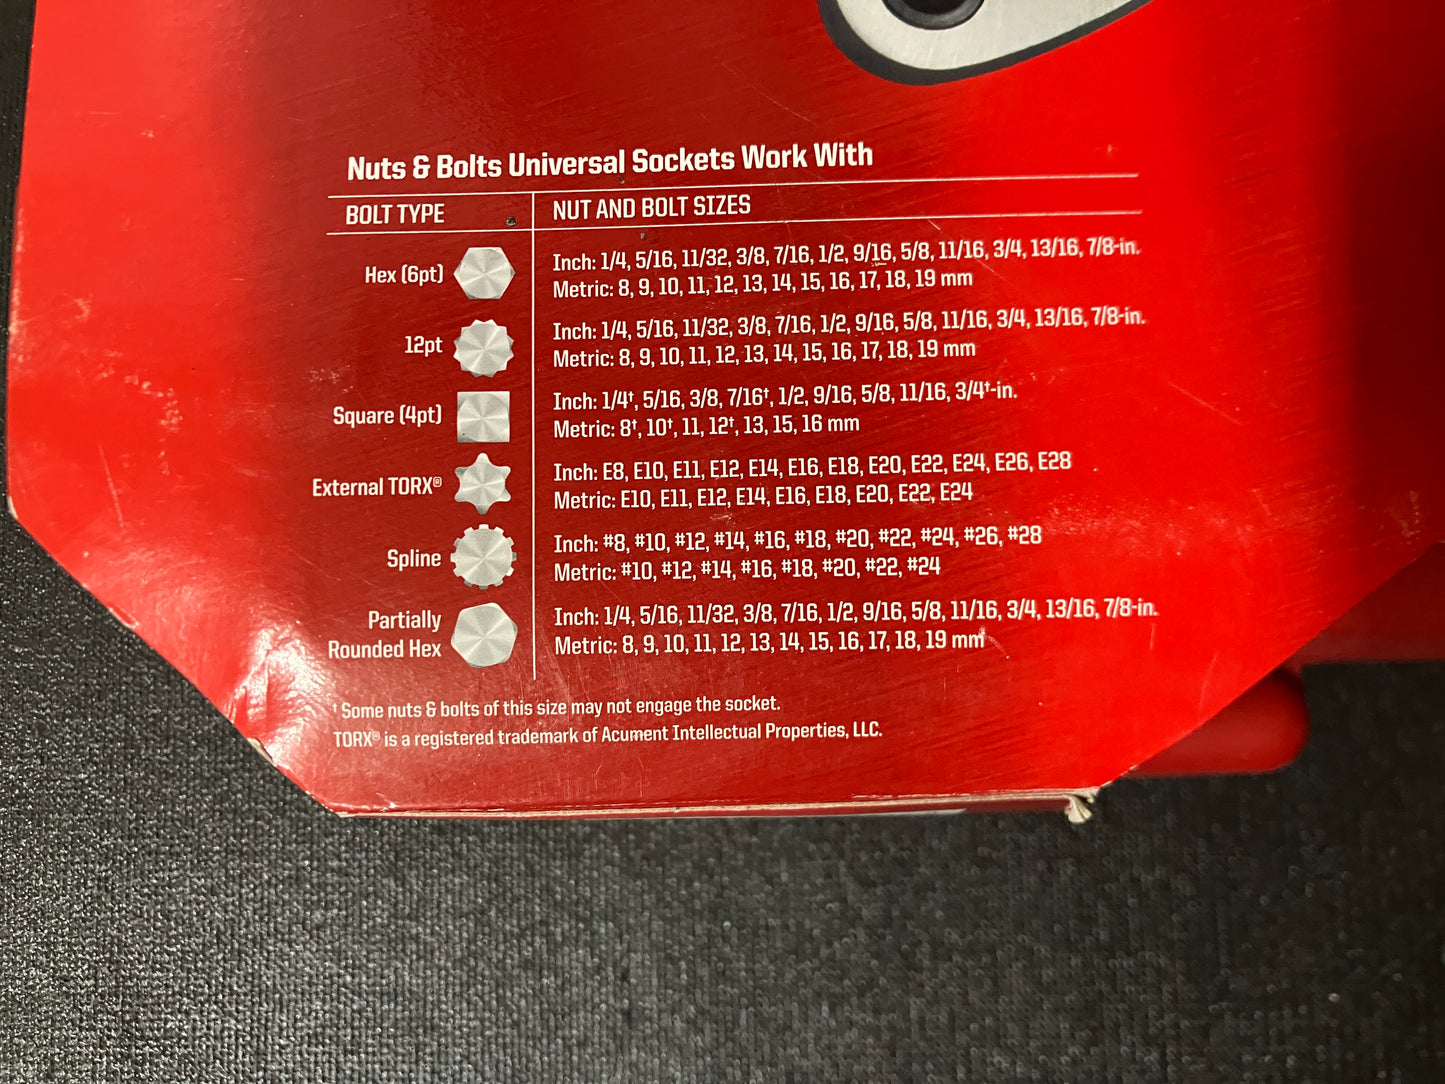 Nuts & Bolts Universal Sockets Work With
BOLT TYPE NUT AND BOLT SIZES
Hex (6pt)
Inch: 1/4, 5/16, 11/32, 3/8, 7/16, 1/2, 9/16, 5/8, 11/16, 3/4, 13/16, 7/8-in.
Metric: 8, 9, 10, 11, 12, 13, 14, 15, 16, 17, 18, 19 mm
12pt
Inch: 1/4, 5/16, 11/32, 3/8, 7/16, 1/2, 9/16, 5/8, 11/16, 3/4, 13/16, 7/8-in.
Metric: 8, 9, 10, 11, 12, 13, 14, 15, 16, 17, 18, 19 mm
Square (4pt)
Inch: 1/4†, 5/16, 3/8, 7/16†, 1/2, 9/16, 5/8, 11/16, 3/4†-in.
Metric: 8†, 10†, 11, 12†, 13, 15, 16 mm
External TORX®
Inch: E8, E10, E11, E12, E14, E16, E18, E20, E22, E24, E26, E28
Metric: E10, E11, E12, E14, E16, E18, E20, E22, E24
Spline
Inch: #8, #10, #12, #14, #16, #18, #20, #22, #24, #26, #28
Metric: #10, #12, #14, #16, #18, #20, #22, #24
Partially
Rounded Hex
Inch: 1/4, 5/16, 11/32, 3/8, 7/16, 1/2, 9/16, 5/8, 11/16, 3/4, 13/16, 7/8-in.
Metric: 8, 9, 10, 11, 12, 13, 14, 15, 16, 17, 18, 19 mm
† Some nuts & bolts of this size may not engage the socket.
TORX® is a registered trademark of Acument Intellectual Properties, LLC.